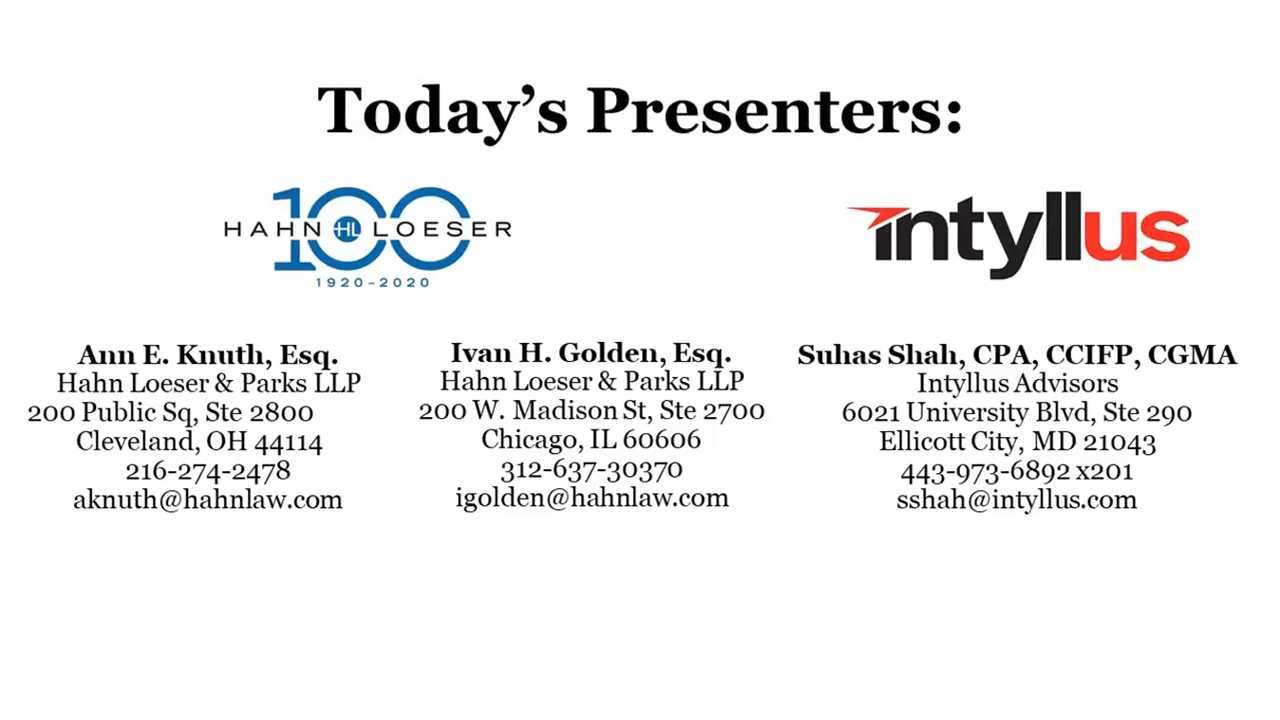 Today’s Presenters:
100
HAHN HL LOESER
1920-2020
intyllus
Ann E. Knuth, Esq.
Hahn Loeser & Parks LLP
200 Public Sq, Ste 2800
Cleveland, OH 44114
216-274-2478
aknuth@hahnlaw.com
Ivan H. Golden, Esq.
Hahn Loeser & Parks LLP
200 W. Madison St, Ste 2700
Chicago, IL 60606
312-637-30370
igolden@hahnlaw.com
Suhas Shah, CPA, CCIFP, CGMA
Intyllus Advisors
6021 University Blvd, Ste 290
Ellicott City, MD 21043
443-973-6892 x201
sshah@intyllus.com